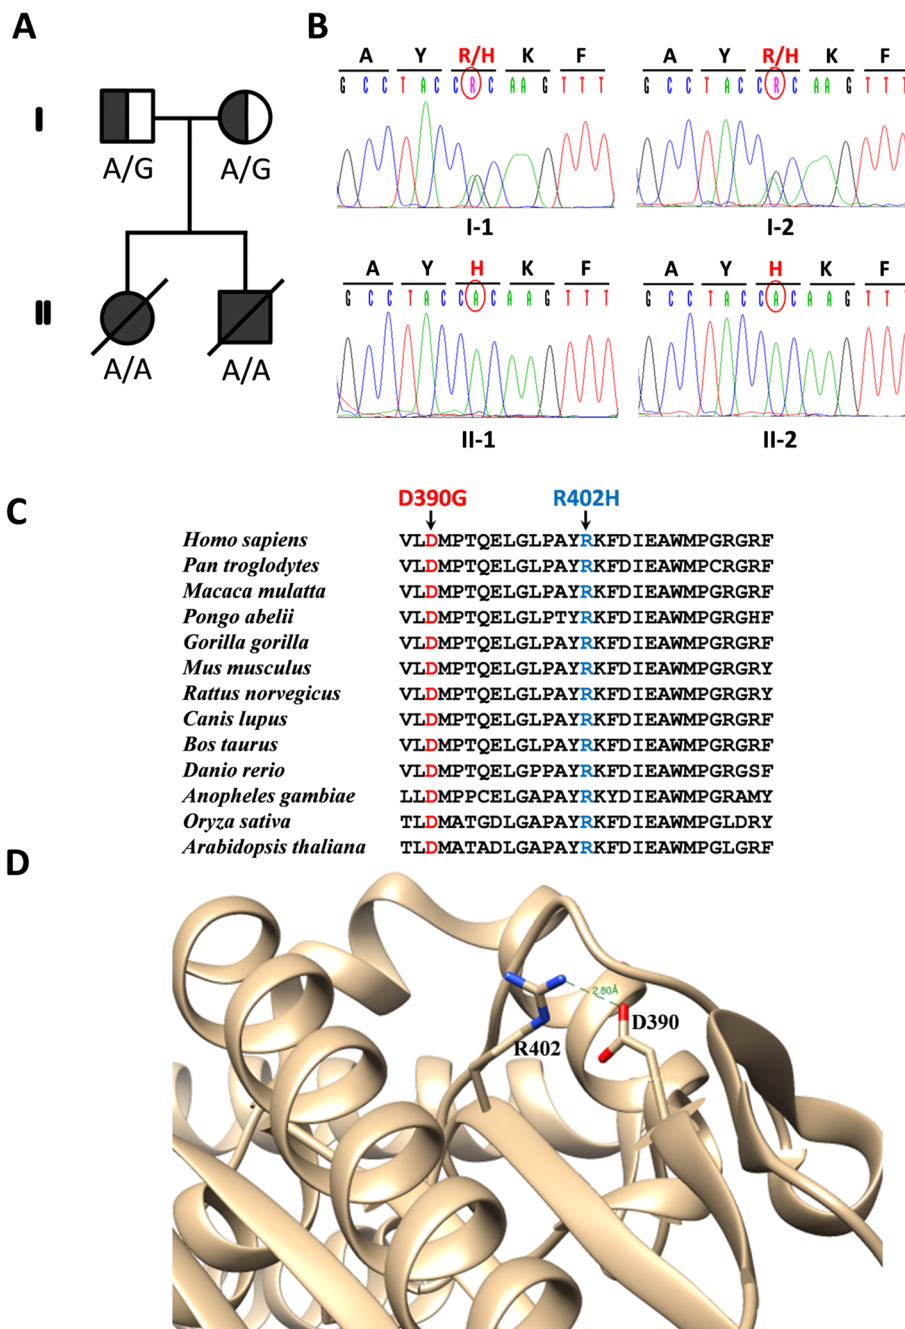 A
B
I
A/G A/G
II
A/A A/A
A Y R/H K F
G C C T A C C R C A A G T T T
I-1
A Y R/H K F
G C C T A C C R C A A G T T T
I-2
A Y H K F
G C C T A C C A C A A G T T T
II-1
A Y H K F
G C C T A C C A C A A G T T
II-2
C
D390G R402H
Homo sapiens VLDMPTQELGLPAYRKFDIEAWMPGRGRF
Pan troglodytes VLDMPTQELGLPAYRKFDIEAWMPCRGRF
Macaca mulatta VLDMPTQELGLPAYRKFDIEAWMPGRGRF
Pongo abelii VLDMPTQELGLPTYRKFDIEAWMPGRGHF
Gorilla gorilla VLDMPTQELGLPAYRKFDIEAWMPGRGRF
Mus musculus VLDMPTQELGLPAYRKFDIEAWMPGRGRY
Rattus norvegicus VLDMPTQELGLPAYRKFDIEAWMPGRGRY
Canis lupus VLDMPTQELGLPAYRKFDIEAWMPGRGRF
Bos taurus VLDMPTQELGLPAYRKFDIEAWMPGRGRF
Danio rerio VLDMPTQELGPPAYRKFDIEAWMPGRGSF
Anopheles gambiae LLDMPPCELGAPAYRKYDIEAWMPGRAMY
Oryza sativa TLDMATGDLGAPAYRKFDIEAWMPGLDRY
Arabidopsis thaliana TLDMATADLGAPAYRKFDIEAWMPGLGRF
D
2.80Å
D390
R402